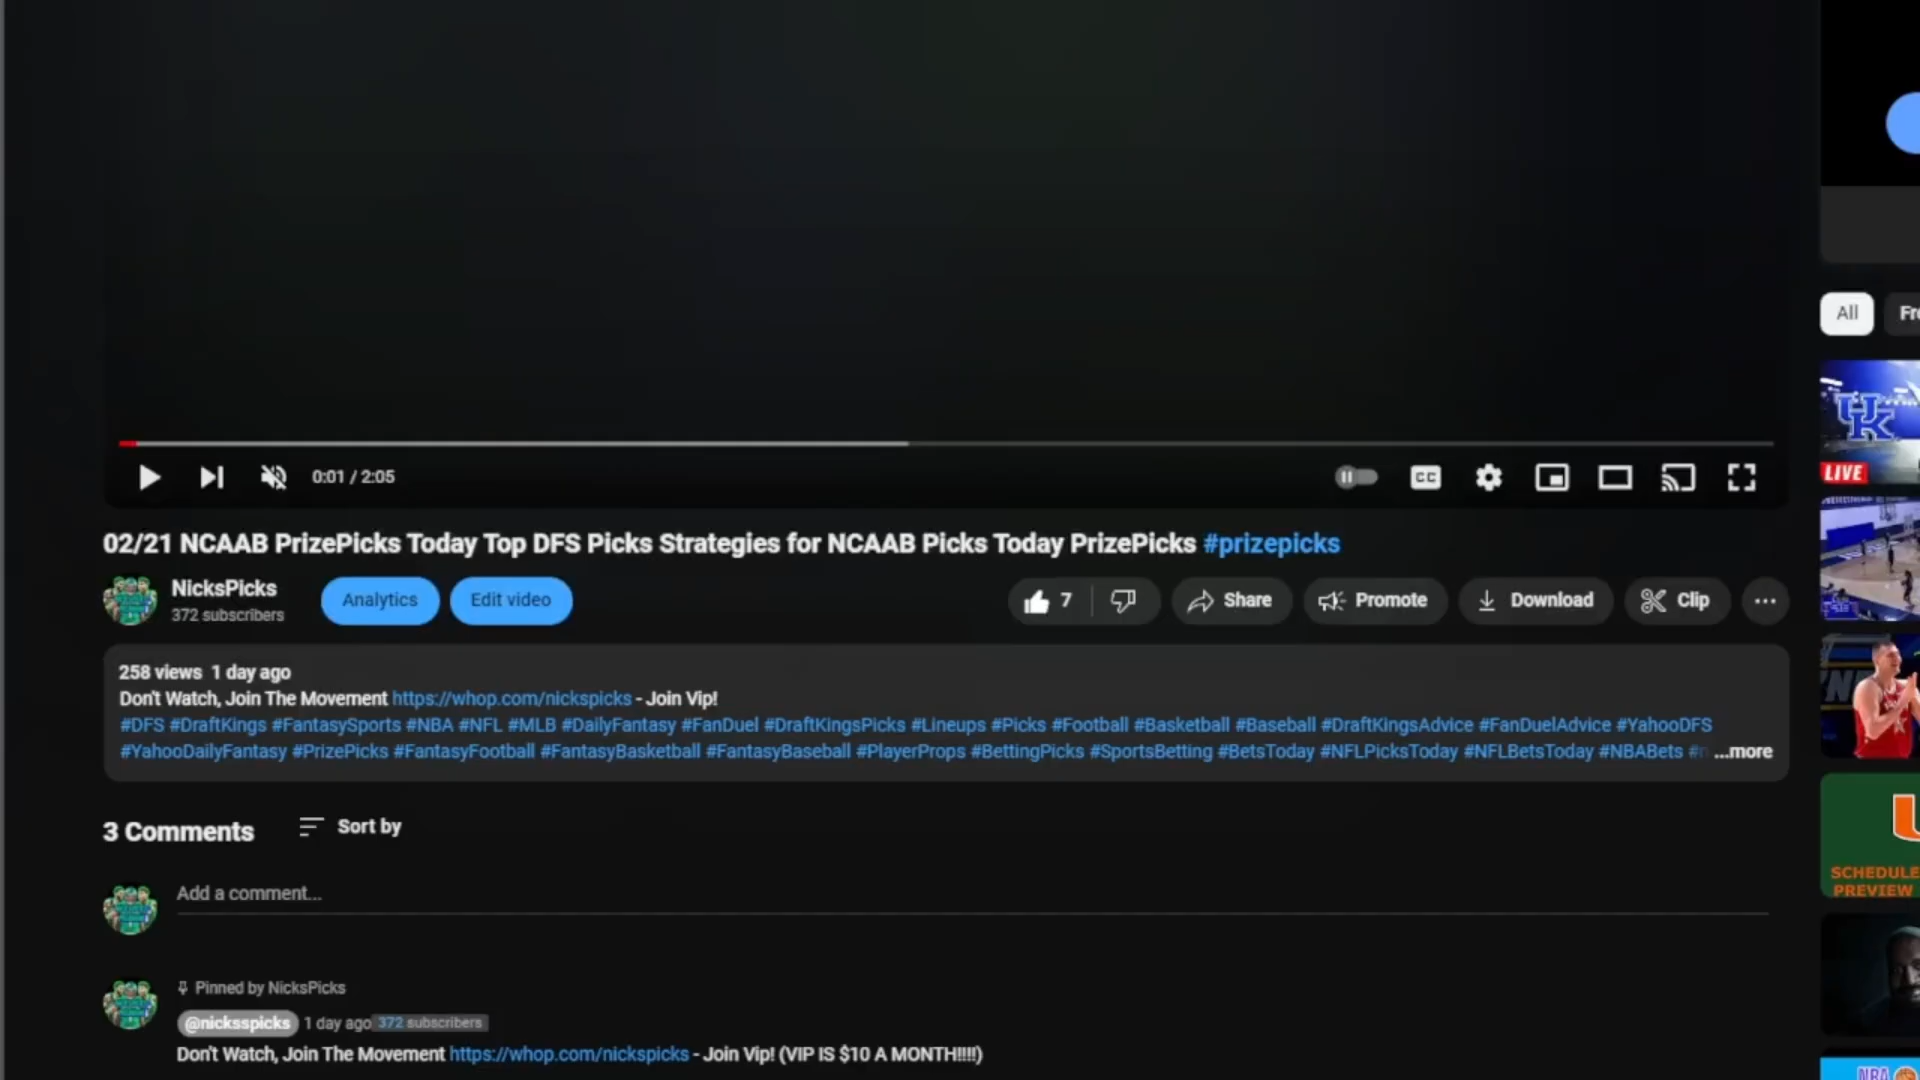 0:01 / 2:05
CC
02/21 NCAAB PrizePicks Today Top DFS Picks Strategies for NCAAB Picks Today PrizePicks #prizepicks
NicksPicks
372 subscribers
Analytics
Edit video
7
Share
Promote
Download
Clip
258 views 1 day ago
Don't Watch, Join The Movement https://whop.com/nickspicks - Join Vip!
#DFS #DraftKings #FantasySports #NBA #NFL #MLB #DailyFantasy #FanDuel #DraftKingsPicks #Lineups #Picks #Football #Basketball #Baseball #DraftKingsAdvice #FanDuelAdvice #YahooDFS
#YahooDailyFantasy #PrizePicks #FantasyFootball #FantasyBasketball #FantasyBaseball #PlayerProps #BettingPicks #SportsBetting #BetsToday #NFLPicksToday #NFLBetsToday #NBABets #n ...more
3 Comments
Sort by
Add a comment...
Pinned by NicksPicks
@nicksspicks 1 day ago 372 subscribers
Don't Watch, Join The Movement https://whop.com/nickspicks - Join Vip! (VIP IS $10 A MONTH!!!!)
All
Fr
UK
LIVE
U
SCHEDULE
PREVIEW
NBA